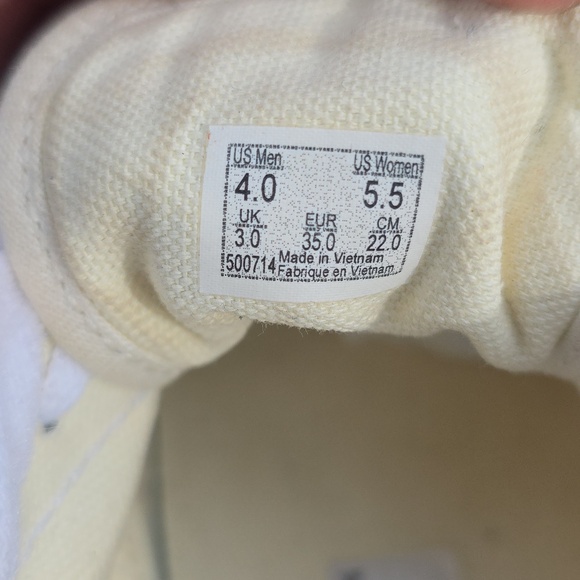 US Men US Women
4.0 5.5
UK EUR CM
3.0 35.0 22.0
500714 Made in Vietnam
Fabrique en Vietnam